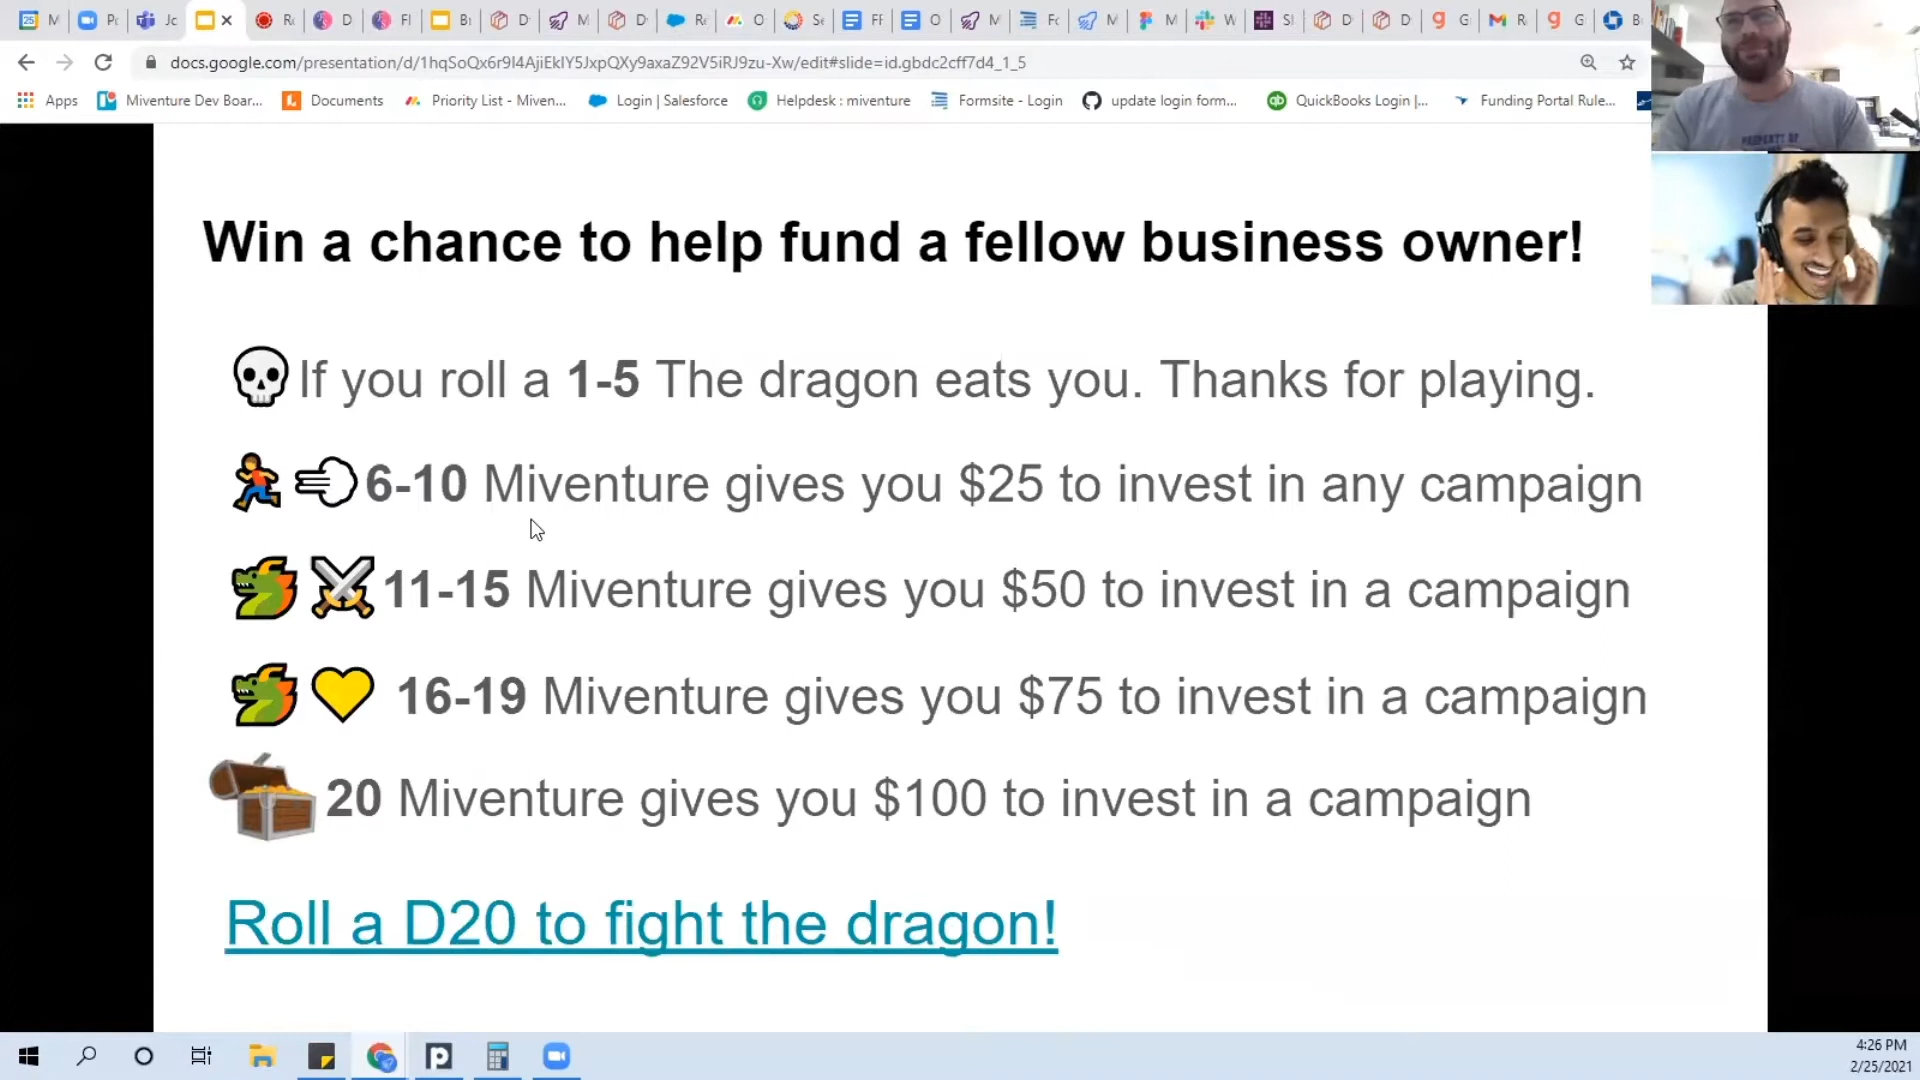 docs.google.com/presentation/d/1hqSoQx6r9I4AjiEkIY5JxpQXy9axaZ92V5iRJ9zu-Xw/edit#slide=id.gbdc2cff7d4_1_5
Apps Miventure Dev Boar... Documents Priority List - Miven... Login | Salesforce Helpdesk : miventure Formsite - Login update login form... QuickBooks Login |... Funding Portal Rule...
PROPERTY OF
Win a chance to help fund a fellow business owner!
If you roll a 1-5 The dragon eats you. Thanks for playing.
6-10 Miventure gives you $25 to invest in any campaign
11-15 Miventure gives you $50 to invest in a campaign
16-19 Miventure gives you $75 to invest in a campaign
20 Miventure gives you $100 to invest in a campaign
Roll a D20 to fight the dragon!
4:26 PM
2/25/2021